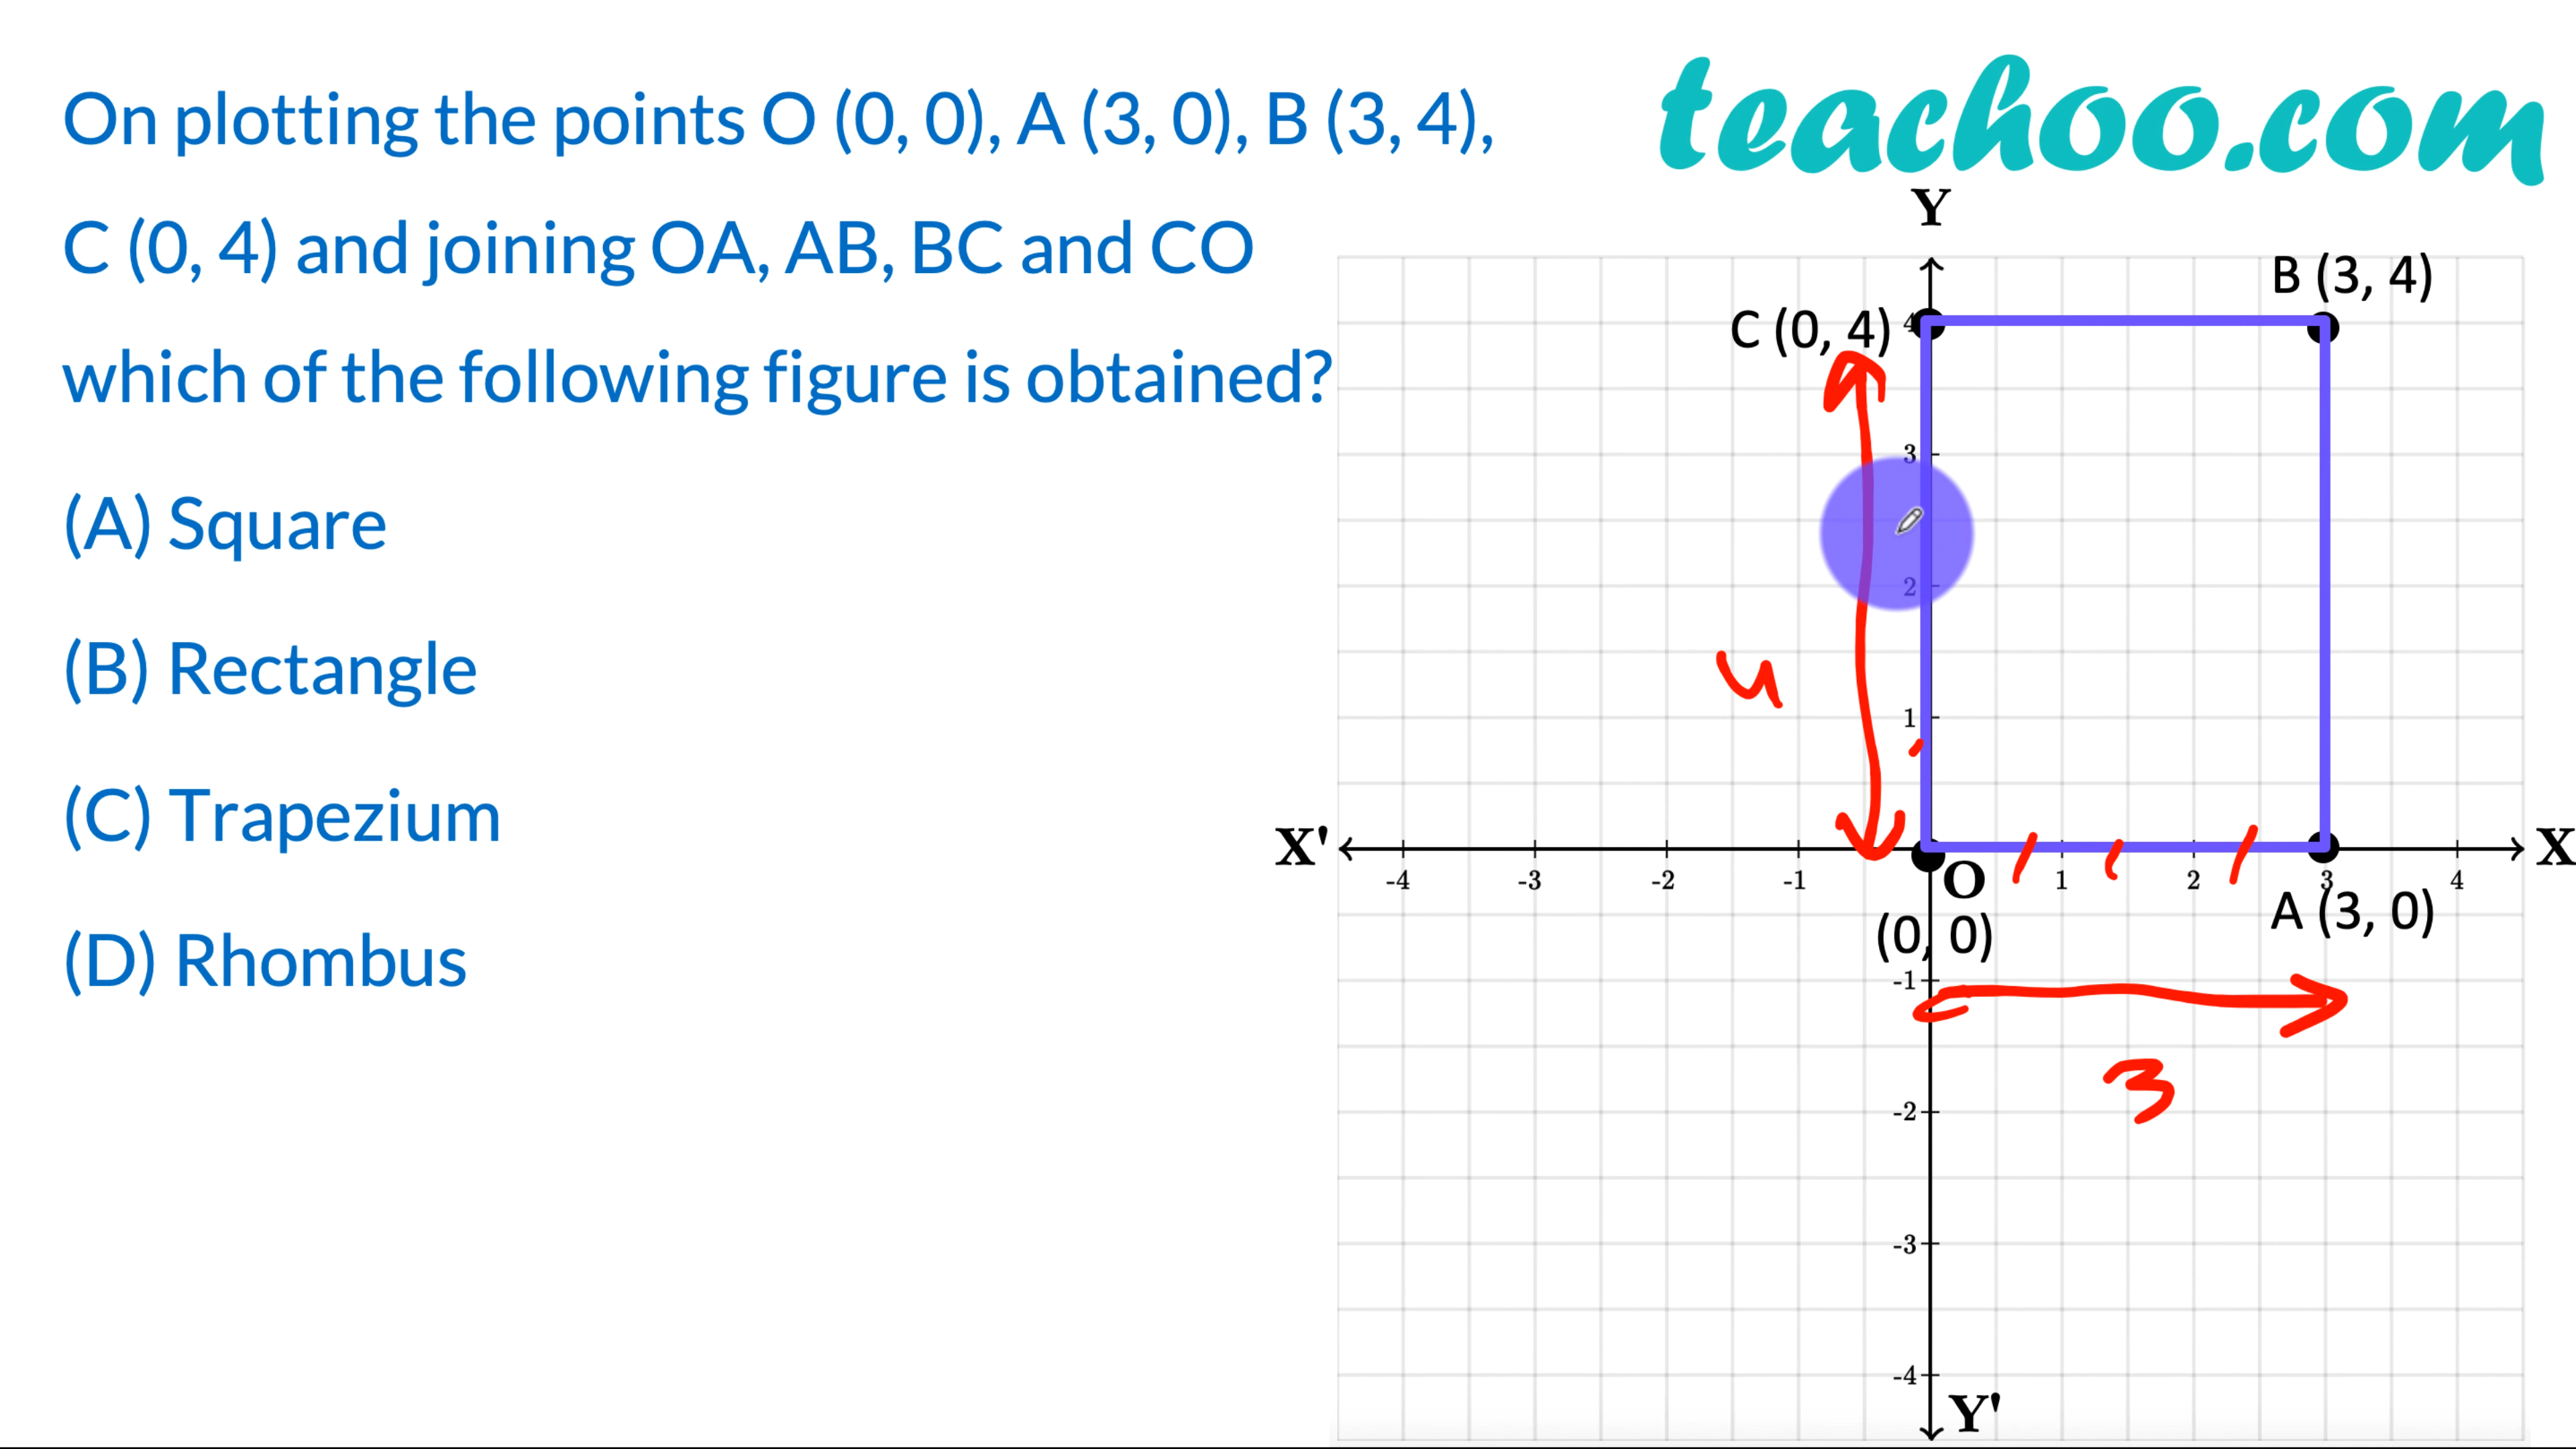 On plotting the points O (0, 0), A (3, 0), B (3, 4),
C (0, 4) and joining OA, AB, BC and CO
which of the following figure is obtained?
(A) Square
(B) Rectangle
(C) Trapezium
(D) Rhombus
teachoo.com
Y
B (3, 4)
C (0, 4)
4
3
2
4
1
X'
X
-4 -3 -2 -1 O 1 2 3 4
(0, 0)
A (3, 0)
-1
3
-2
-3
-4
Y'